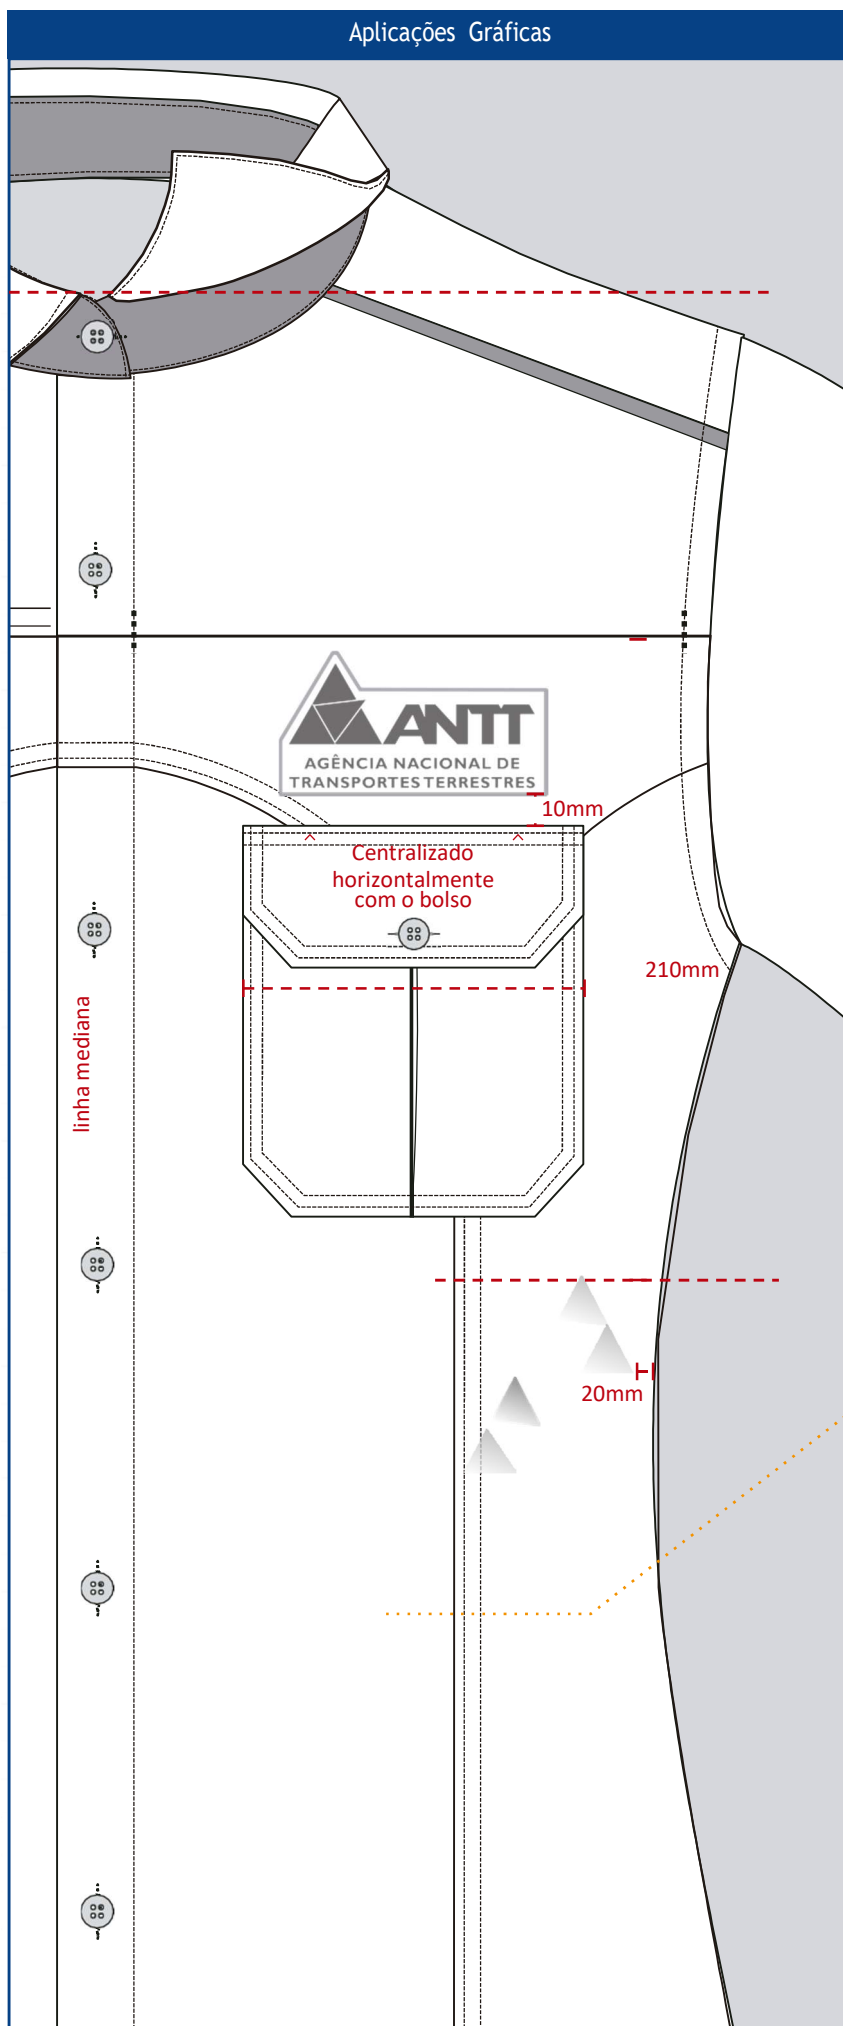 Aplicações Gráficas
ANTT
AGÊNCIA NACIONAL DE
TRANSPORTES TERRESTRES
10mm
Centralizado
horizontalmente
com o bolso
210mm
linha mediana
20mm